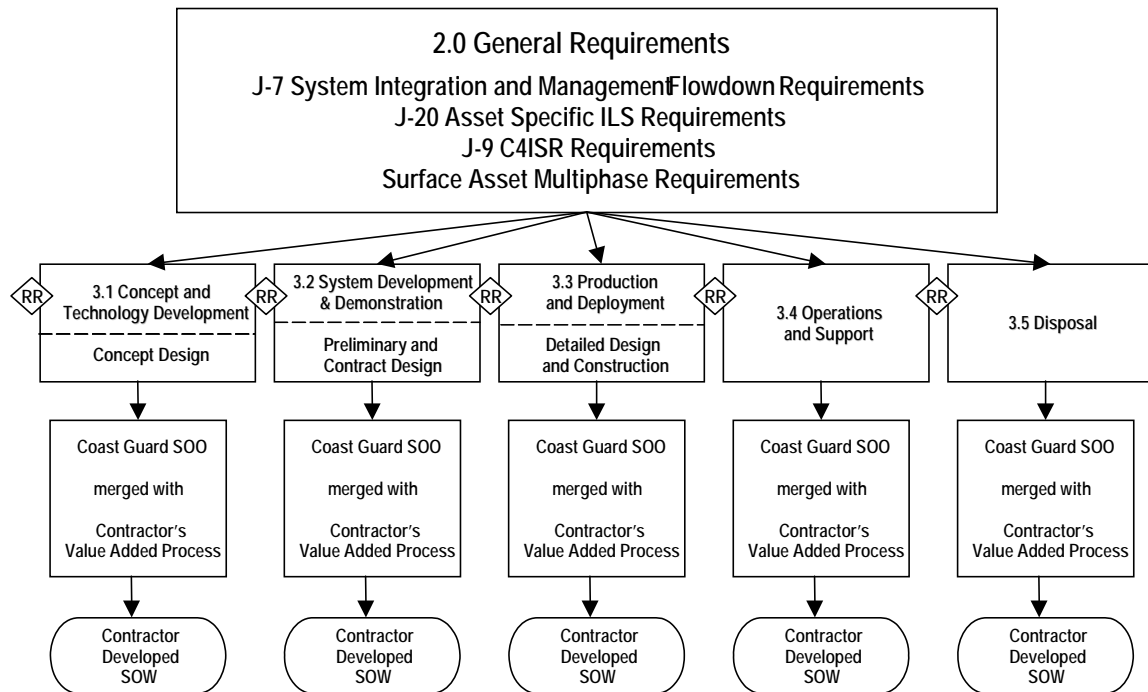 2.0 General Requirements
J-7 System Integration and Management Flowdown Requirements
J-20 Asset Specific ILS Requirements
J-9 C4ISR Requirements
Surface Asset Multiphase Requirements
RR
3.1 Concept and
Technology Development
Concept Design
RR
3.2 System Development
& Demonstration
Preliminary and
Contract Design
RR
3.3 Production
and Deployment
Detailed Design
and Construction
RR
3.4 Operations
and Support
RR
3.5 Disposal
Coast Guard SOO
merged with
Contractor's
Value Added Process
Coast Guard SOO
merged with
Contractor's
Value Added Process
Coast Guard SOO
merged with
Contractor's
Value Added Process
Coast Guard SOO
merged with
Contractor's
Value Added Process
Coast Guard SOO
merged with
Contractor's
Value Added Process
Contractor
Developed
SOW
Contractor
Developed
SOW
Contractor
Developed
SOW
Contractor
Developed
SOW
Contractor
Developed
SOW